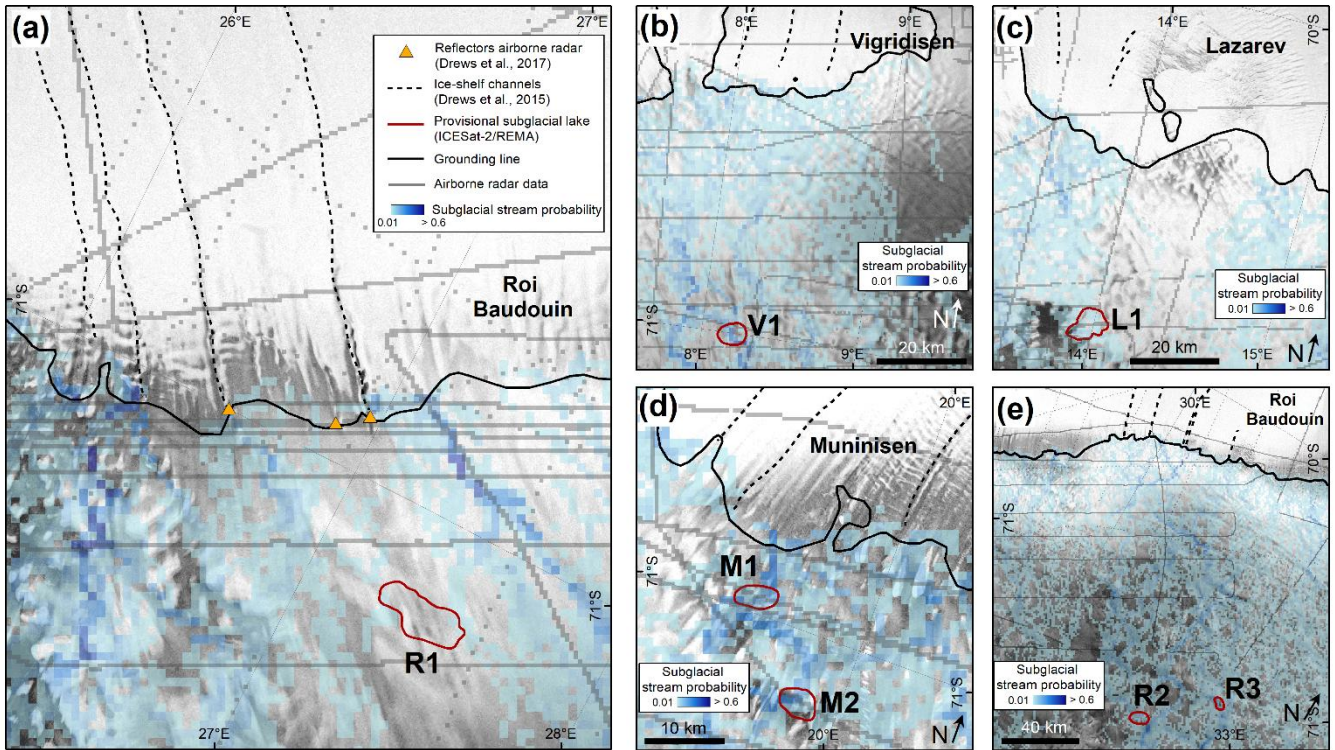 (a)
26°E
27°E
Reflectors airborne radar
(Drews et al., 2017)
Ice-shelf channels
(Drews et al., 2015)
Provisional subglacial lake
(ICESat-2/REMA)
Grounding line
Airborne radar data
Subglacial stream probability
0.01 > 0.6
71°S
Roi
Baudouin
R1
71°S
27°E
28°E
(b)
8°E
9°E
Vigridisen
Subglacial
stream probability
0.01 > 0.6
71°S
V1
N
8°E
9°E
20 km
(c)
14°E
70°S
Lazarev
Subglacial
stream probability
0.01 > 0.6
71°S
L1
14°E
20 km
15°E
N
(d)
20°E
Muninisen
71°S
M1
Subglacial
stream probability
0.01 > 0.6
M2
71°S
10 km
20°E
N
(e)
30°E
Roi
Baudouin
70°S
71°S
Subglacial
stream probability
0.01 > 0.6
R2
R3
40 km
33°E
N
71°S